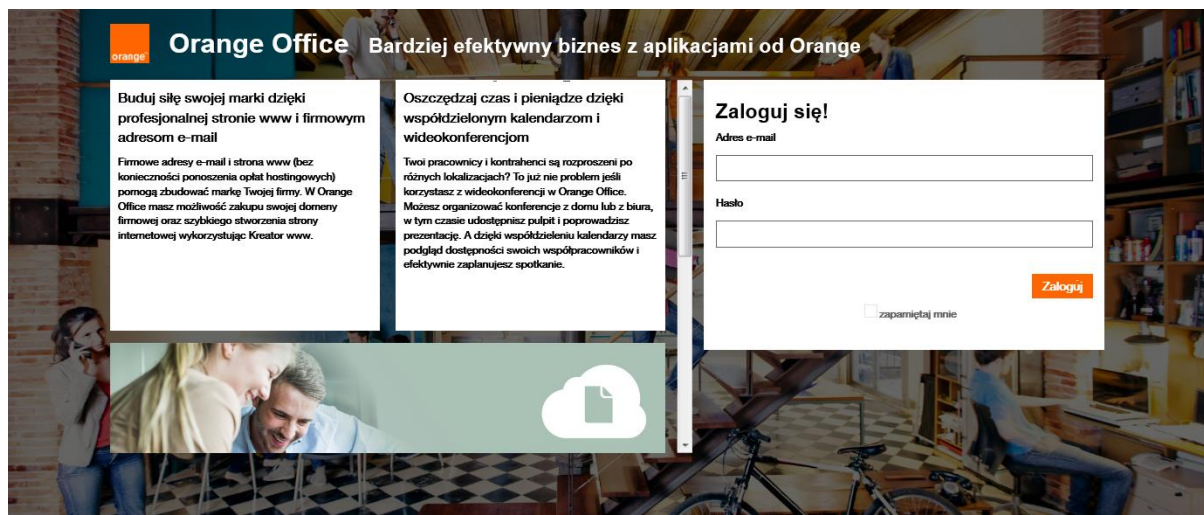 orange
Orange Office
Bardziej efektywny biznes z aplikacjami od Orange
Buduj siłę swojej marki dzięki
profesjonalnej stronie www i firmowym
adresom e-mail
Firmowe adresy e-mail i strona www (bez
konieczności ponoszenia opłat hostingowych)
pomogą zbudować markę Twojej firmy. W Orange
Office masz możliwość zakupu swojej domeny
firmowej oraz szybkiego stworzenia strony
internetowej wykorzystując Kreator www.
Oszczędzaj czas i pieniądze dzięki
współdzielonym kalendarzom i
wideokonferencjom
Twoi pracownicy i kontrahenci są rozproszeni po
różnych lokalizacjach? To już nie problem jeśli
korzystasz z wideokonferencji w Orange Office.
Możesz organizować konferencje z domu lub z biura,
w tym czasie udostępnisz pulpit i poprowadzisz
prezentację. A dzięki współdzieleniu kalendarzy masz
podgląd dostępności swoich współpracowników i
efektywnie zaplanujesz spotkanie.
Zaloguj się!
Adres e-mail
Hasło
Zaloguj
zapamiętaj mnie